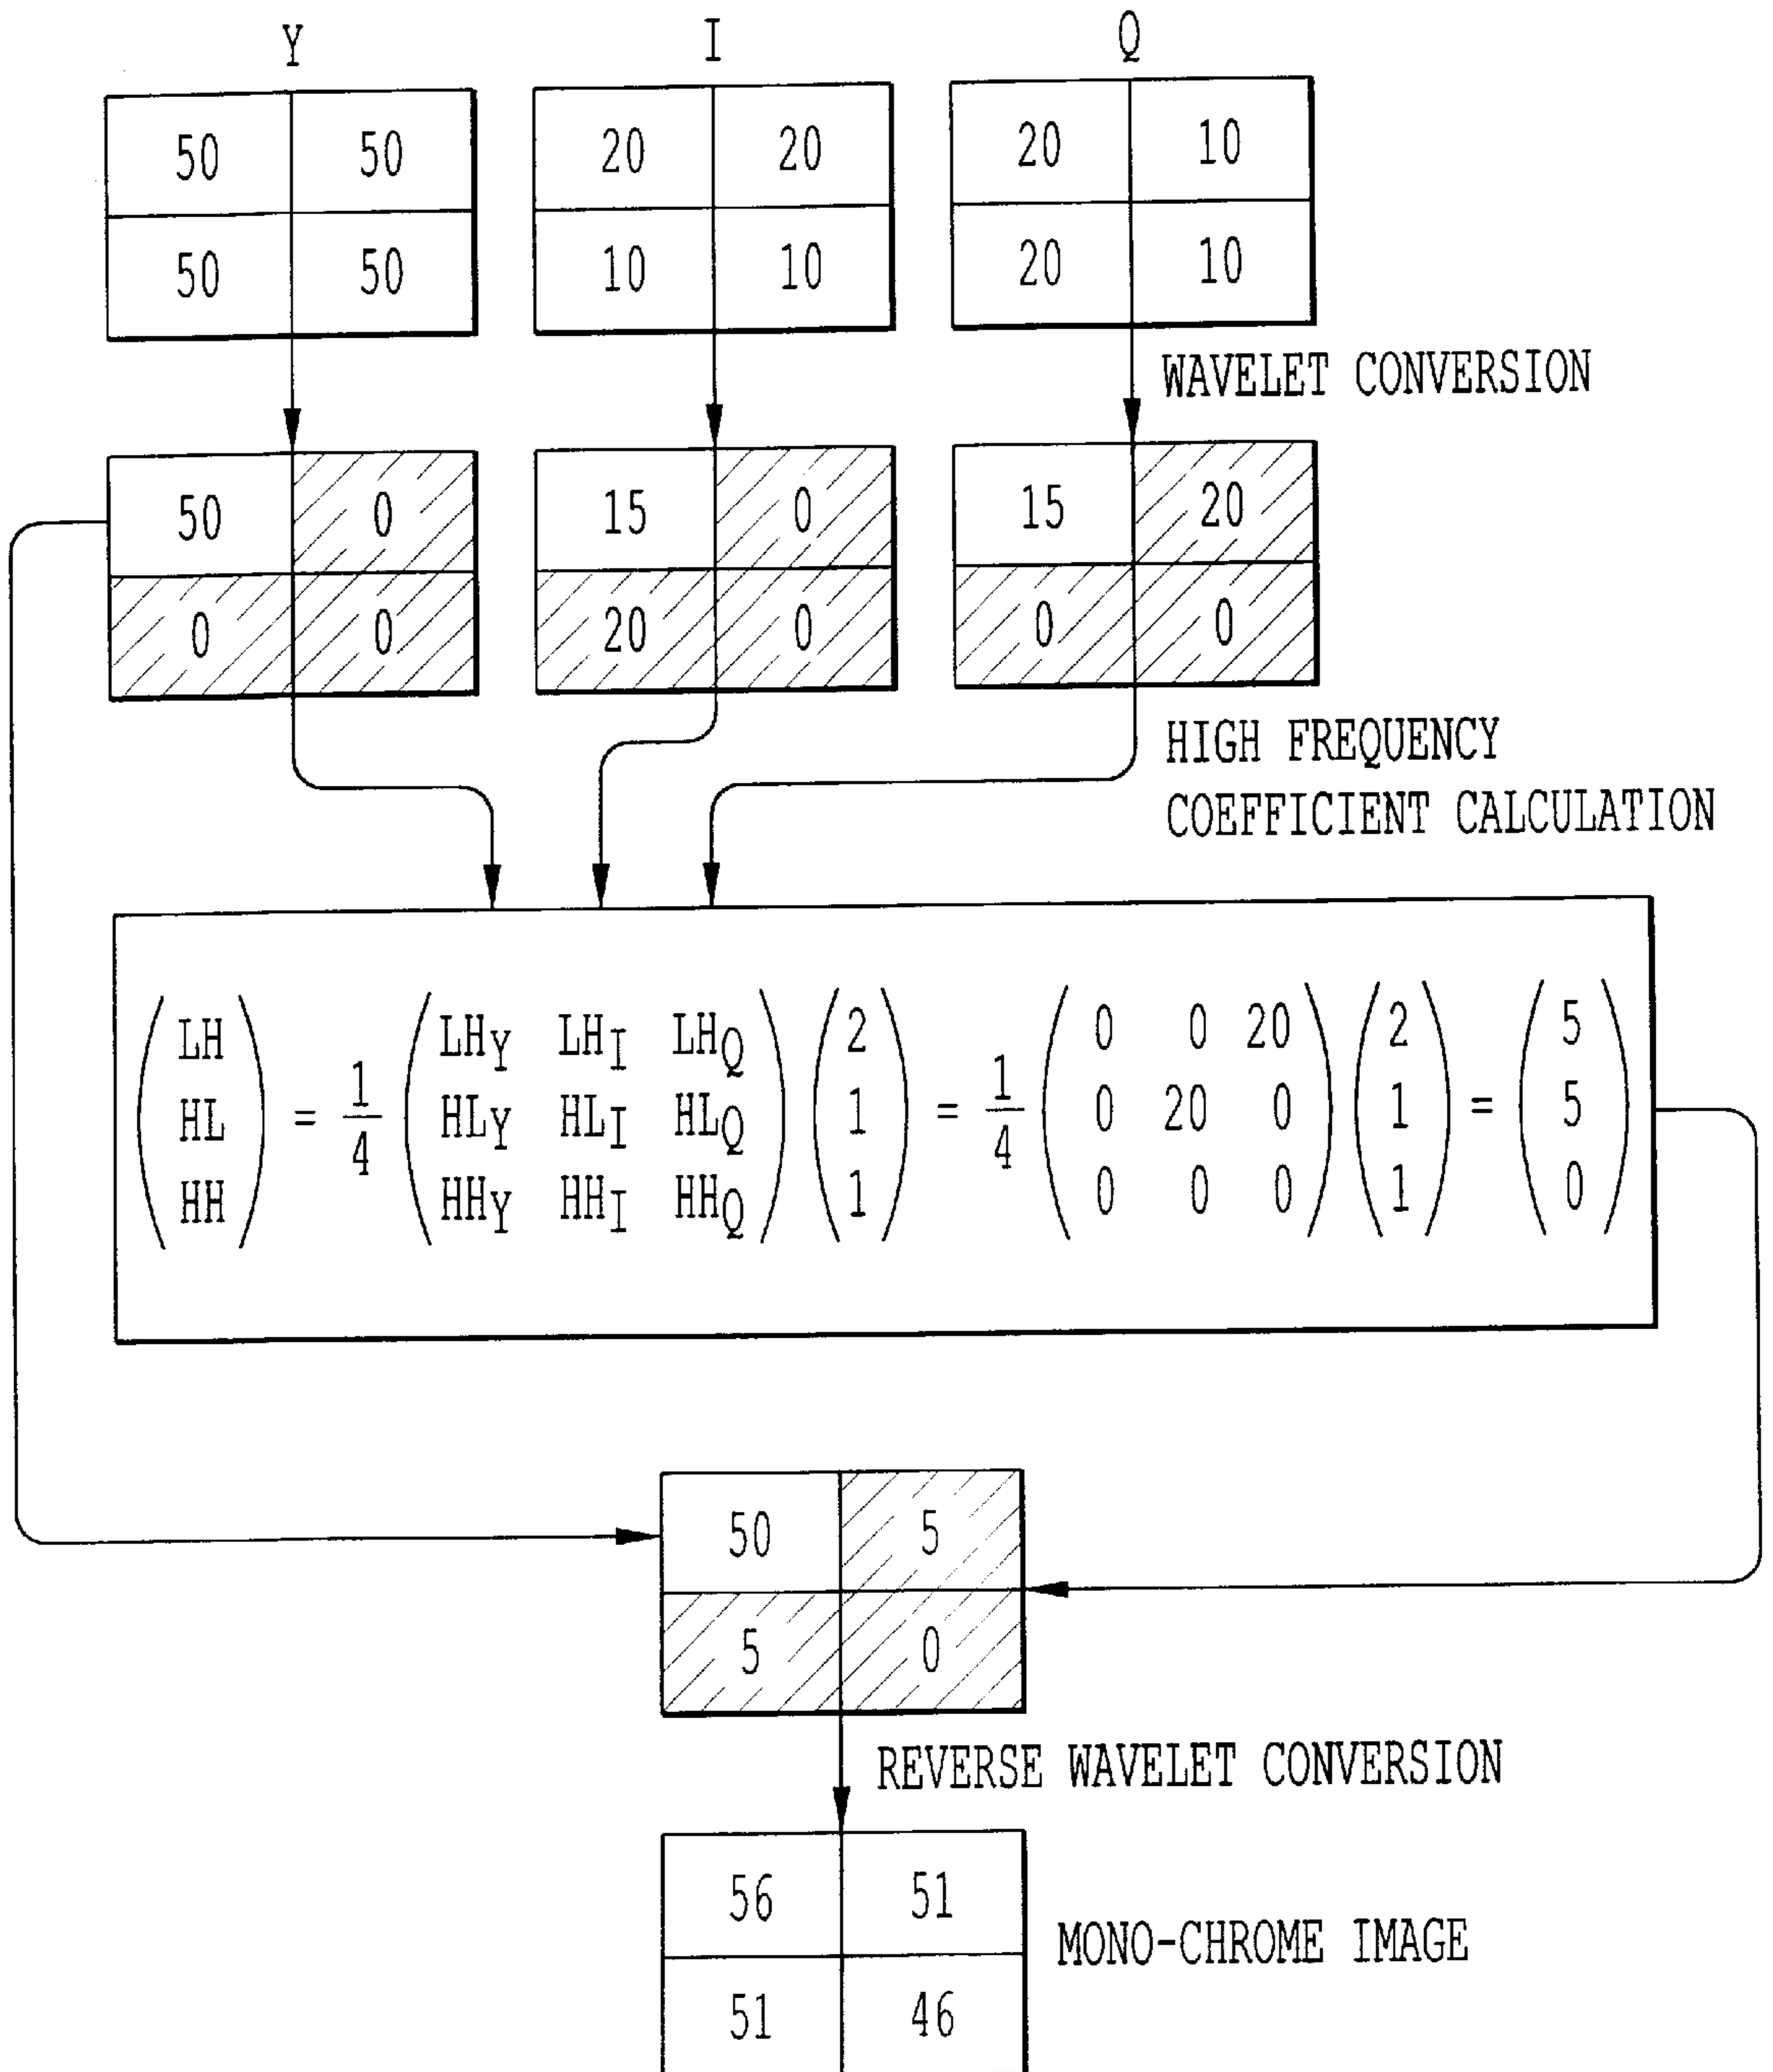 Y I Q
50 50 20 20 20 10
50 50 10 10 20 10
WAVELET CONVERSION
50 0 15 0 15 20
0 0 20 0 0 0
HIGH FREQUENCY
COEFFICIENT CALCULATION
LH LHY LHI LHQ 2 0 0 20 2 5
HL = 1/4 HLY HLI HLQ 1 = 1/4 0 20 0 1 = 5
HH HHY HHI HHQ 1 0 0 0 1 0
50 5
5 0
REVERSE WAVELET CONVERSION
56 51
MONO-CHROME IMAGE
51 46